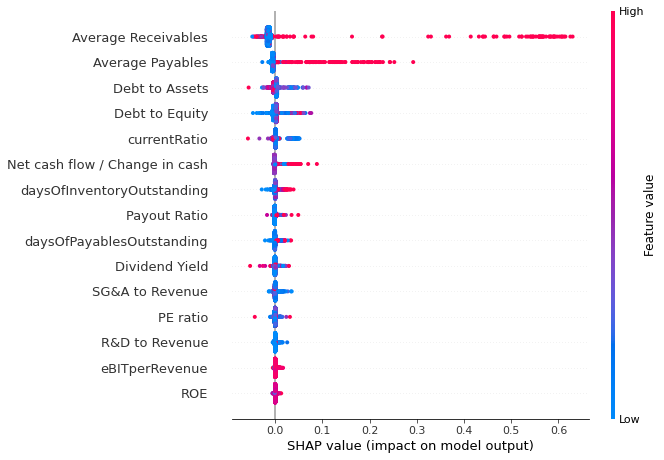 High
Average Receivables
Average Payables
Debt to Assets
Debt to Equity
currentRatio
Net cash flow / Change in cash
daysOfInventoryOutstanding
Payout Ratio
daysOfPayablesOutstanding
Dividend Yield
SG&A to Revenue
PE ratio
R&D to Revenue
eBITperRevenue
ROE
Feature value
Low
0.0 0.1 0.2 0.3 0.4 0.5 0.6
SHAP value (impact on model output)